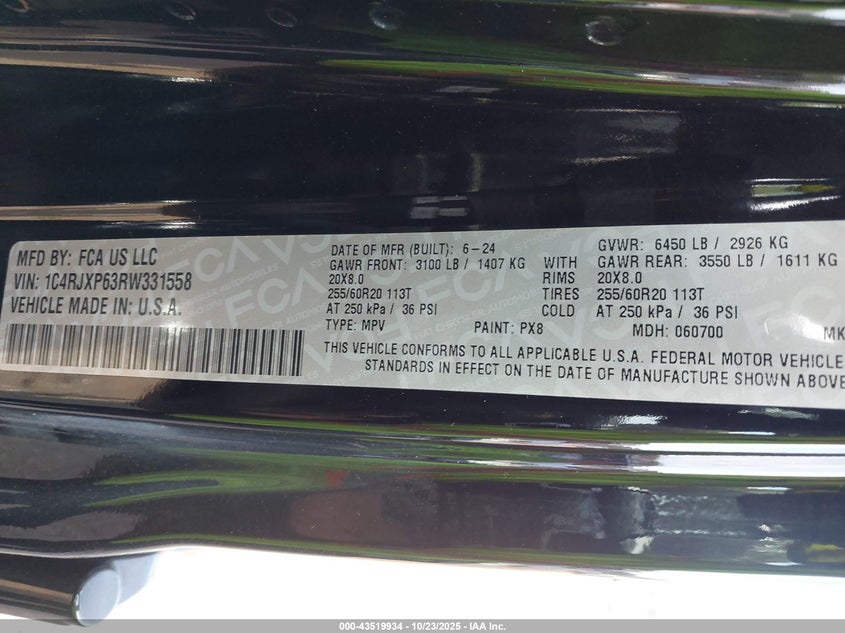 MFD BY: FCA US LLC
VIN: 1C4RJXP63RW331558
VEHICLE MADE IN: U.S.A.
DATE OF MFR (BUILT): 6-24
GVWR: 6450 LB / 2926 KG
GAWR FRONT: 3100 LB / 1407 KG WITH GAWR REAR: 3550 LB / 1611 KG
20X8.0 RIMS 20X8.0
255/60R20 113T TIRES 255/60R20 113T
AT 250 kPa / 36 PSI COLD AT 250 kPa / 36 PSI
TYPE: MPV PAINT: PX8 MDH: 060700 MK
THIS VEHICLE CONFORMS TO ALL APPLICABLE U.S.A. FEDERAL MOTOR VEHICLE
STANDARDS IN EFFECT ON THE DATE OF MANUFACTURE SHOWN ABOVE
000-43519934 - 10/23/2025 - IAA Inc.